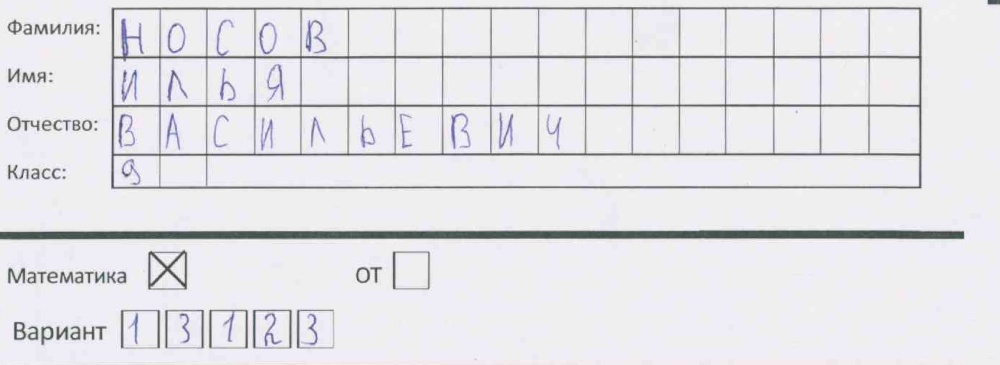 Фамилия: НОСОВ
Имя: ИЛЬЯ
Отчество: ВАСИЛЬЕВИЧ
Класс: 9
Математика ☒ ОТ ☐
Вариант 13123